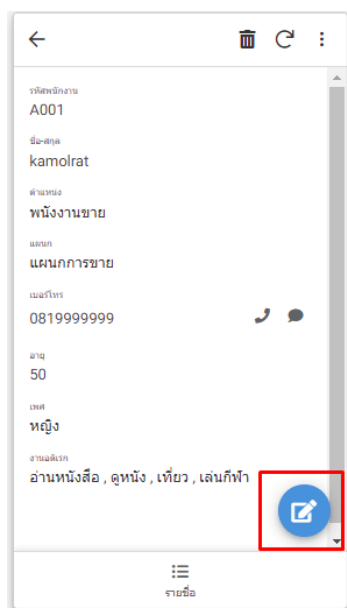 รหัสพนักงาน
A001
ชื่อ-สกุล
kamolrat
ตำแหน่ง
พนังงานขาย
แผนก
แผนกการขาย
เบอร์โทร
0819999999
อายุ
50
เพศ
หญิง
งานอดิเรก
อ่านหนังสือ , ดูหนัง , เที่ยว , เล่นกีฬา
รายชื่อ